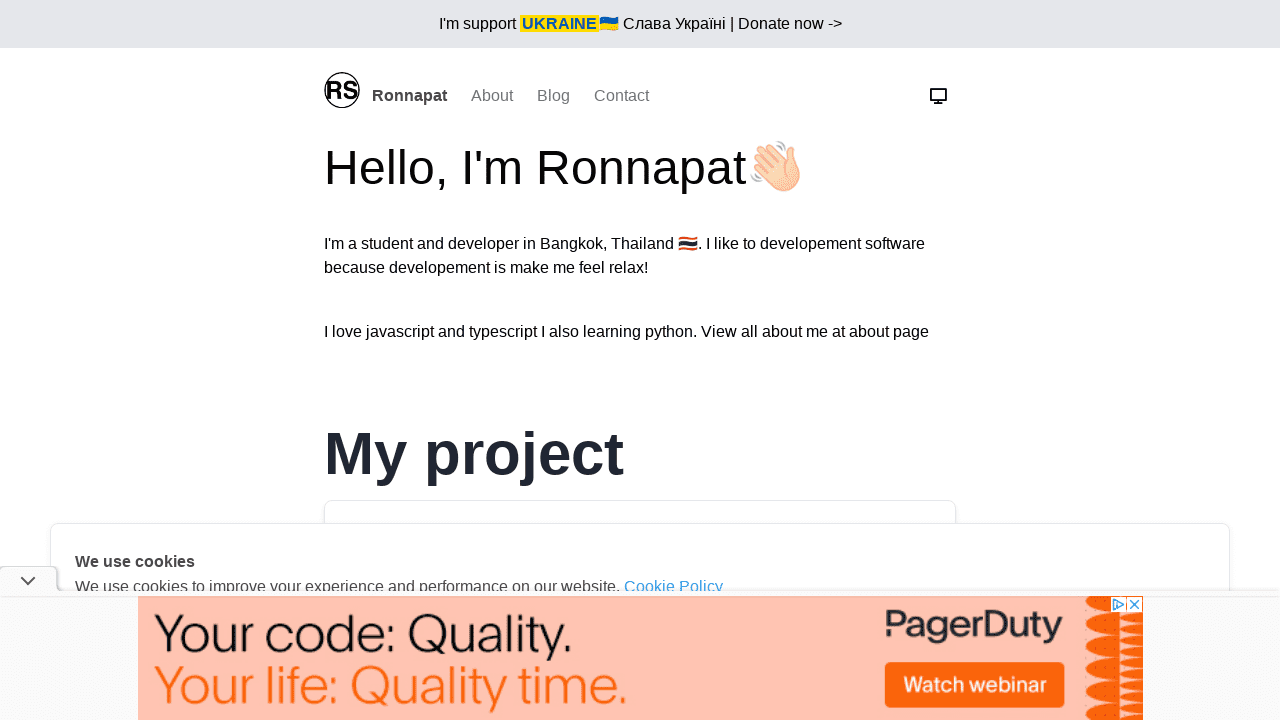 I'm support UKRAINE🇺🇦 Слава Україні | Donate now ->
RS Ronnapat About Blog Contact
Hello, I'm Ronnapat👋🏻
I'm a student and developer in Bangkok, Thailand 🇹🇭. I like to developement software
because developement is make me feel relax!
I love javascript and typescript I also learning python. View all about me at about page
My project
We use cookies
We use cookies to improve your experience and performance on our website. Cookie Policy
Your code: Quality.
Your life: Quality time.
PagerDuty
Watch webinar